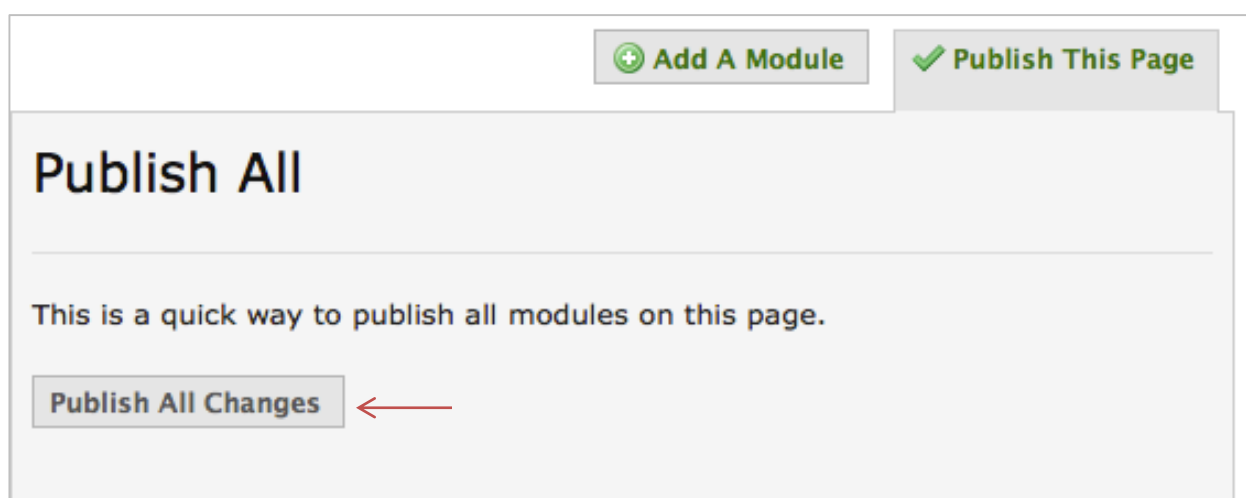 Add A Module
Publish This Page
Publish All
This is a quick way to publish all modules on this page.
Publish All Changes